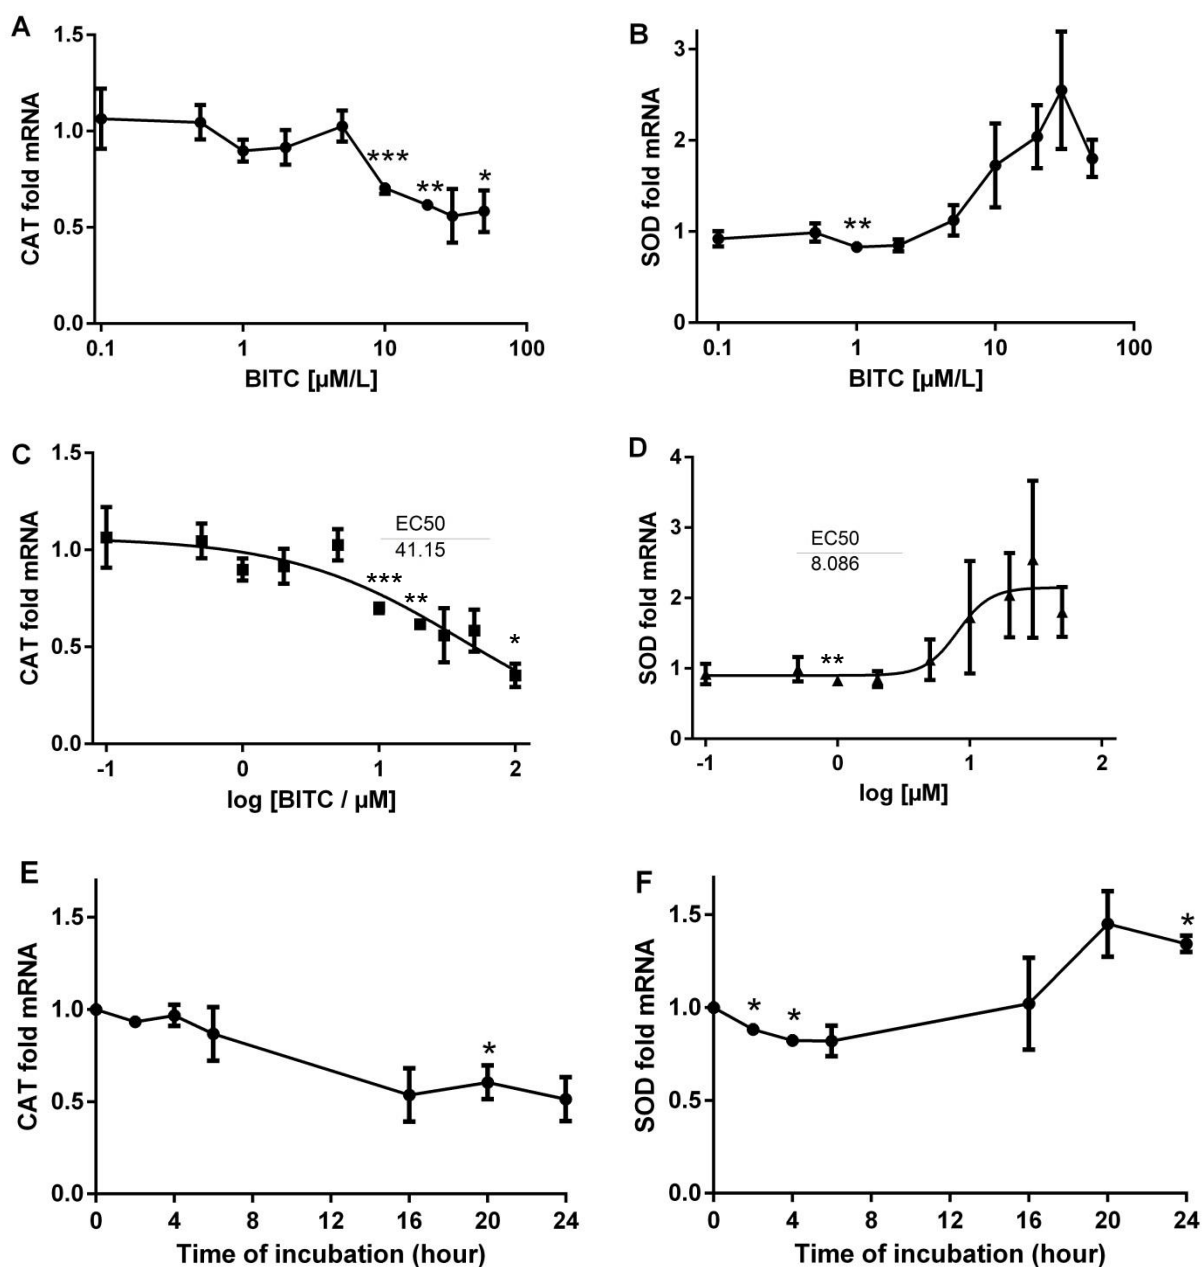 A
CAT fold mRNA
1.5
1.0
0.5
0.0
***
**
*
0.1 1 10 100
BITC [µM/L]
B
SOD fold mRNA
3
2
1
0
**
0.1 1 10 100
BITC [µM/L]
C
CAT fold mRNA
1.5
1.0
0.5
0.0
EC50
41.15
***
**
*
-1 0 1 2
log [BITC / µM]
D
SOD fold mRNA
4
3
2
1
0
EC50
8.086
**
-1 0 1 2
log [µM]
E
CAT fold mRNA
1.5
1.0
0.5
0.0
*
0 4 8 12 16 20 24
Time of incubation (hour)
F
SOD fold mRNA
1.5
1.0
0.5
0.0
* * *
0 4 8 12 16 20 24
Time of incubation (hour)